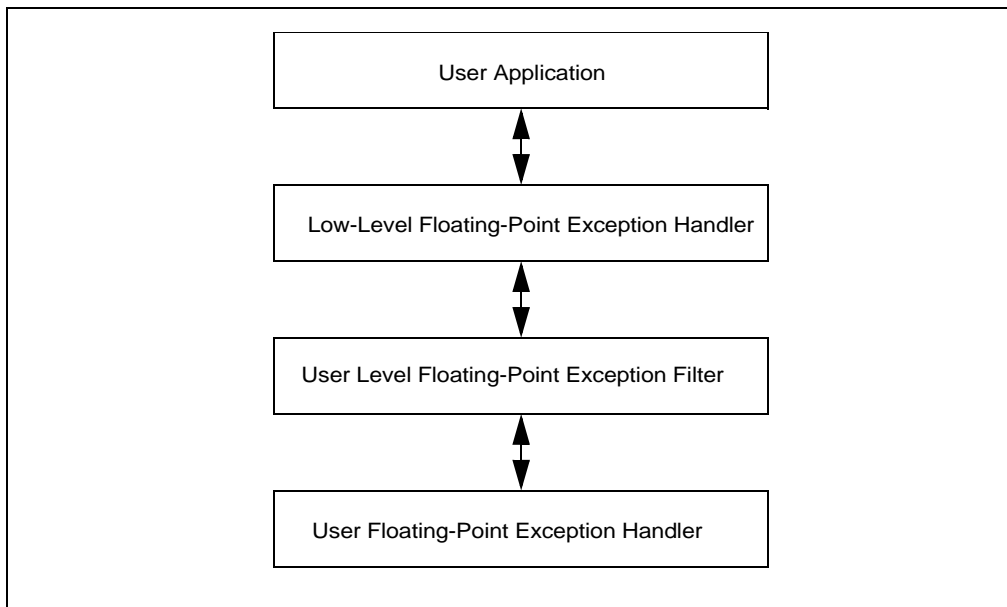 User Application
Low-Level Floating-Point Exception Handler
User Level Floating-Point Exception Filter
User Floating-Point Exception Handler